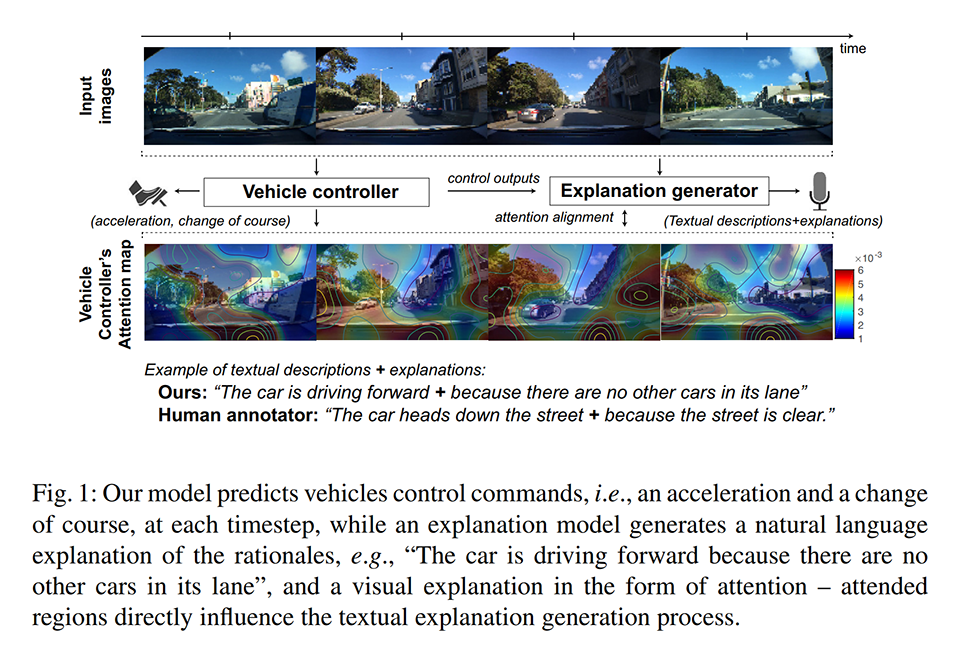 time
Input
images
Vehicle controller
control outputs
Explanation generator
(acceleration, change of course)
attention alignment
(Textual descriptions+explanations)
Vehicle
Controller's
Attention map
×10⁻³
6
5
4
3
2
1
Example of textual descriptions + explanations:
Ours: “The car is driving forward + because there are no other cars in its lane”
Human annotator: “The car heads down the street + because the street is clear.”
Fig. 1: Our model predicts vehicles control commands, i.e., an acceleration and a change
of course, at each timestep, while an explanation model generates a natural language
explanation of the rationales, e.g., “The car is driving forward because there are no
other cars in its lane”, and a visual explanation in the form of attention – attended
regions directly influence the textual explanation generation process.